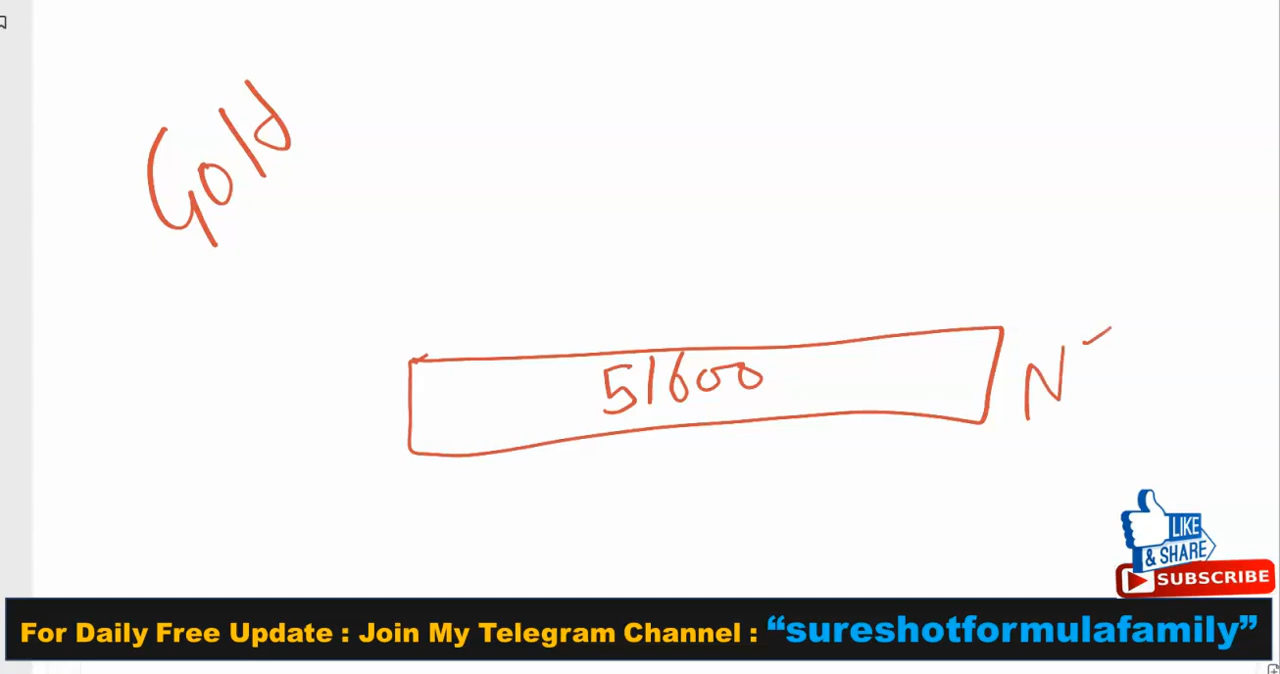 Gold
51600
N
LIKE
& SHARE
SUBSCRIBE
For Daily Free Update : Join My Telegram Channel : “sureshotformulafamily”